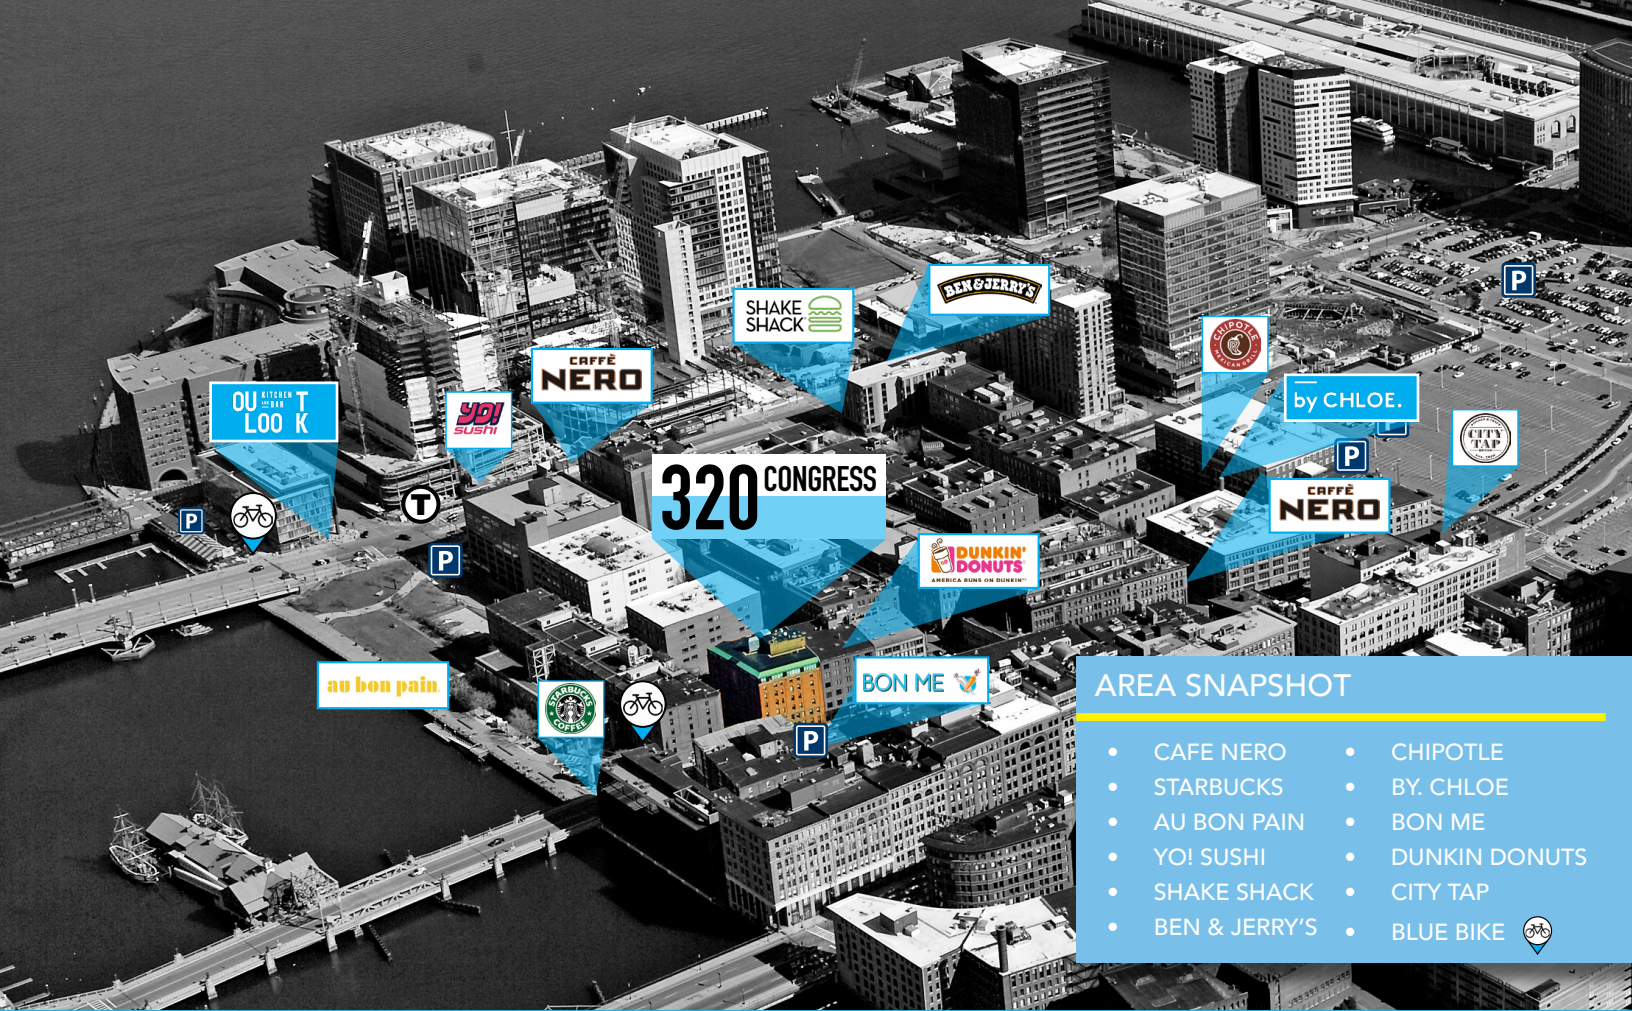 BEN & JERRY'S
P
SHAKE
SHACK
CHIPOTLE
MEXICAN GRILL
CAFFÈ
NERO
by CHLOE.
OUTLOOK
KITCHEN
AND BAR
YO!
SUSHI
CITY
TAP
P
320 CONGRESS
CAFFÈ
NERO
T
P
P
DUNKIN'
DONUTS
AMERICA RUNS ON DUNKIN'
au bon pain.
STARBUCKS
COFFEE
BON ME
P
AREA SNAPSHOT
• CAFE NERO
• STARBUCKS
• AU BON PAIN
• YO! SUSHI
• SHAKE SHACK
• BEN & JERRY'S
• CHIPOTLE
• BY. CHLOE
• BON ME
• DUNKIN DONUTS
• CITY TAP
• BLUE BIKE